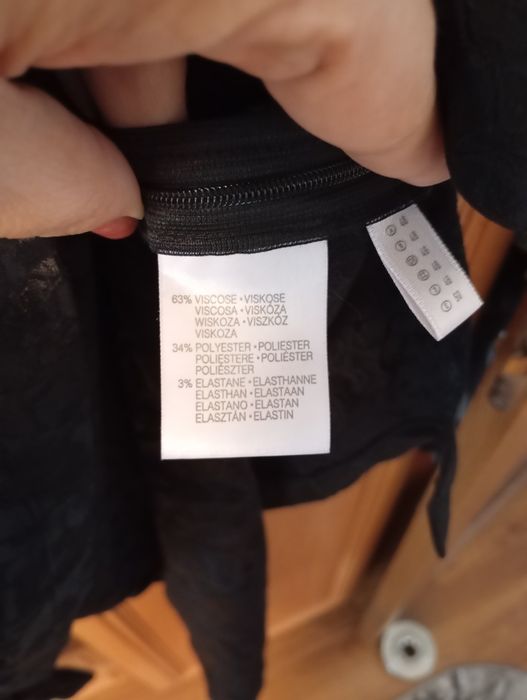 63% VISCOSE • VISKOSE
VISCOSA • VISKÓZA
WISKOZA • VISZKÓZ
VISKOZA
34% POLYESTER • POLIESTER
POLIESTERE • POLIÉSTER
POLIÉSZTER
3% ELASTANE • ELASTHANNE
ELASTHAN • ELASTAAN
ELASTANO • ELASTAN
ELASZTÁN • ELASTIN